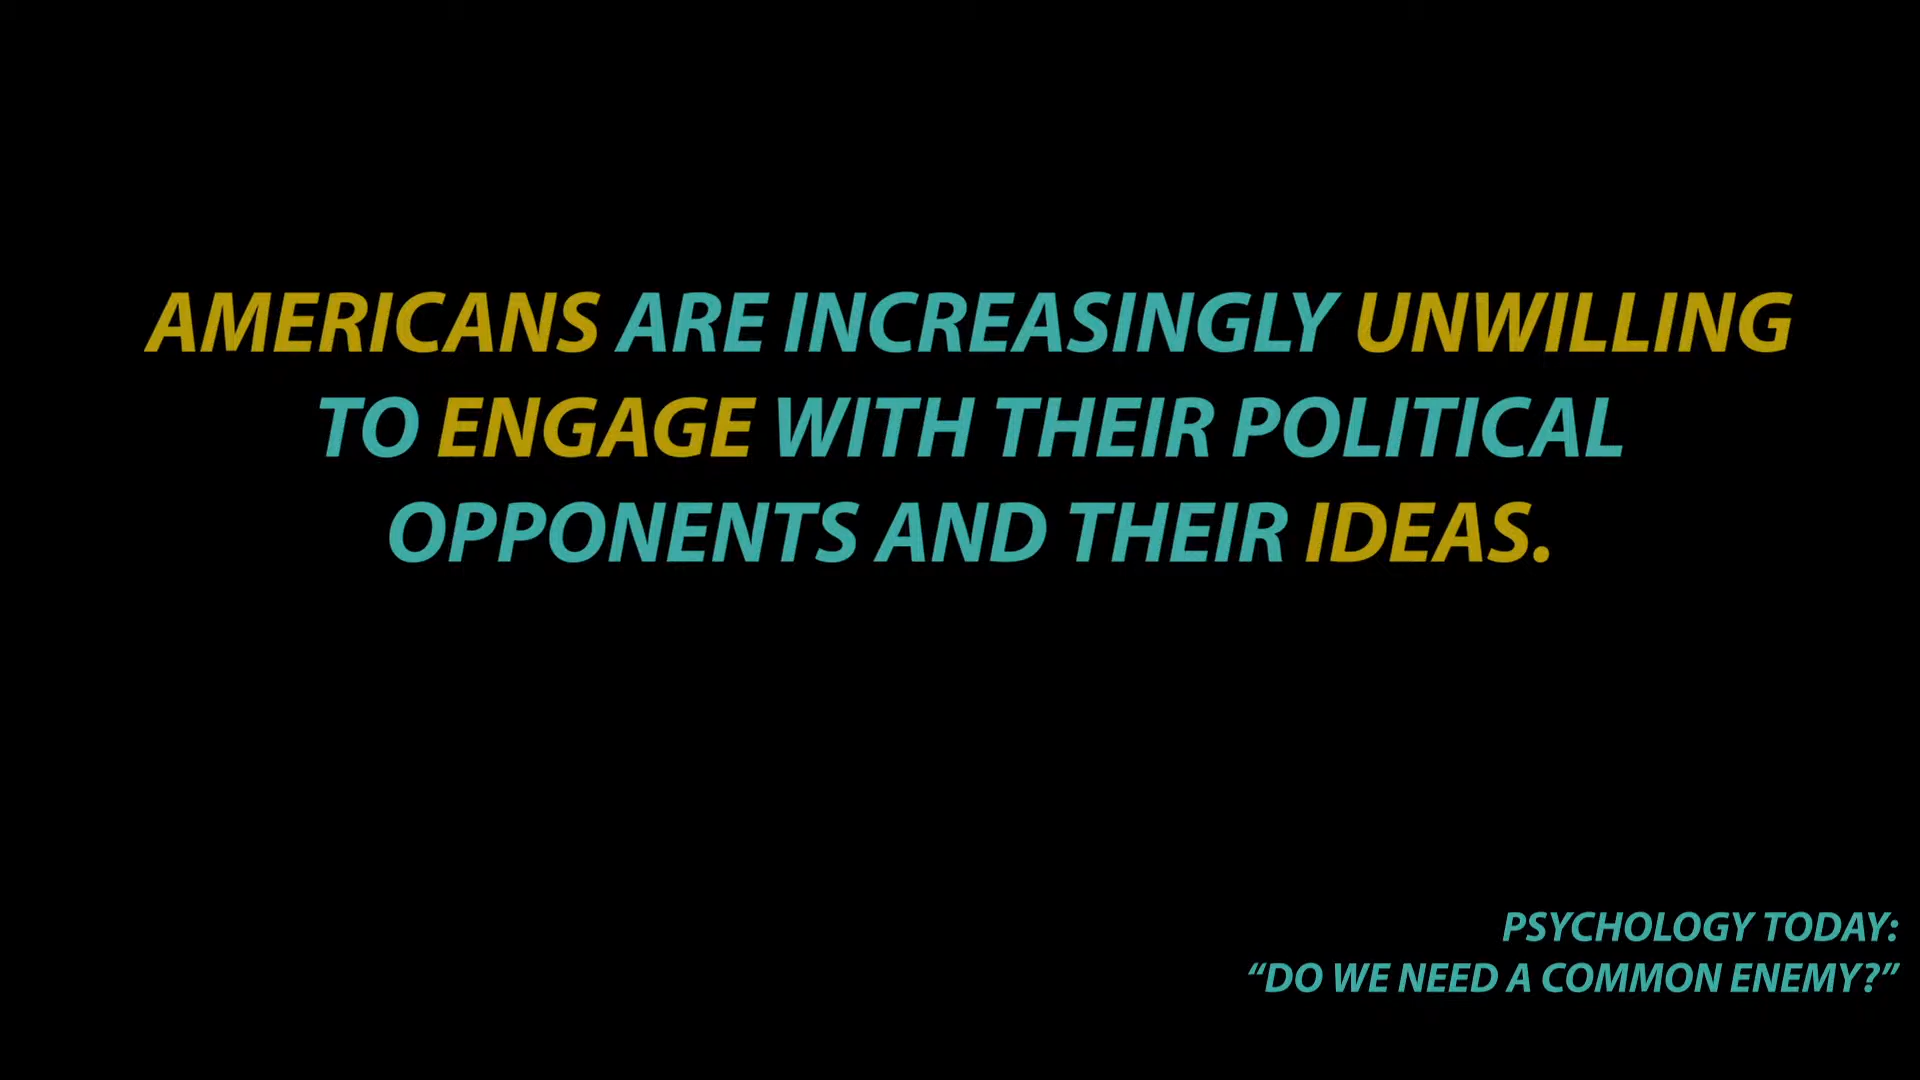 AMERICANS ARE INCREASINGLY UNWILLING
TO ENGAGE WITH THEIR POLITICAL
OPPONENTS AND THEIR IDEAS.
PSYCHOLOGY TODAY:
“DO WE NEED A COMMON ENEMY?”